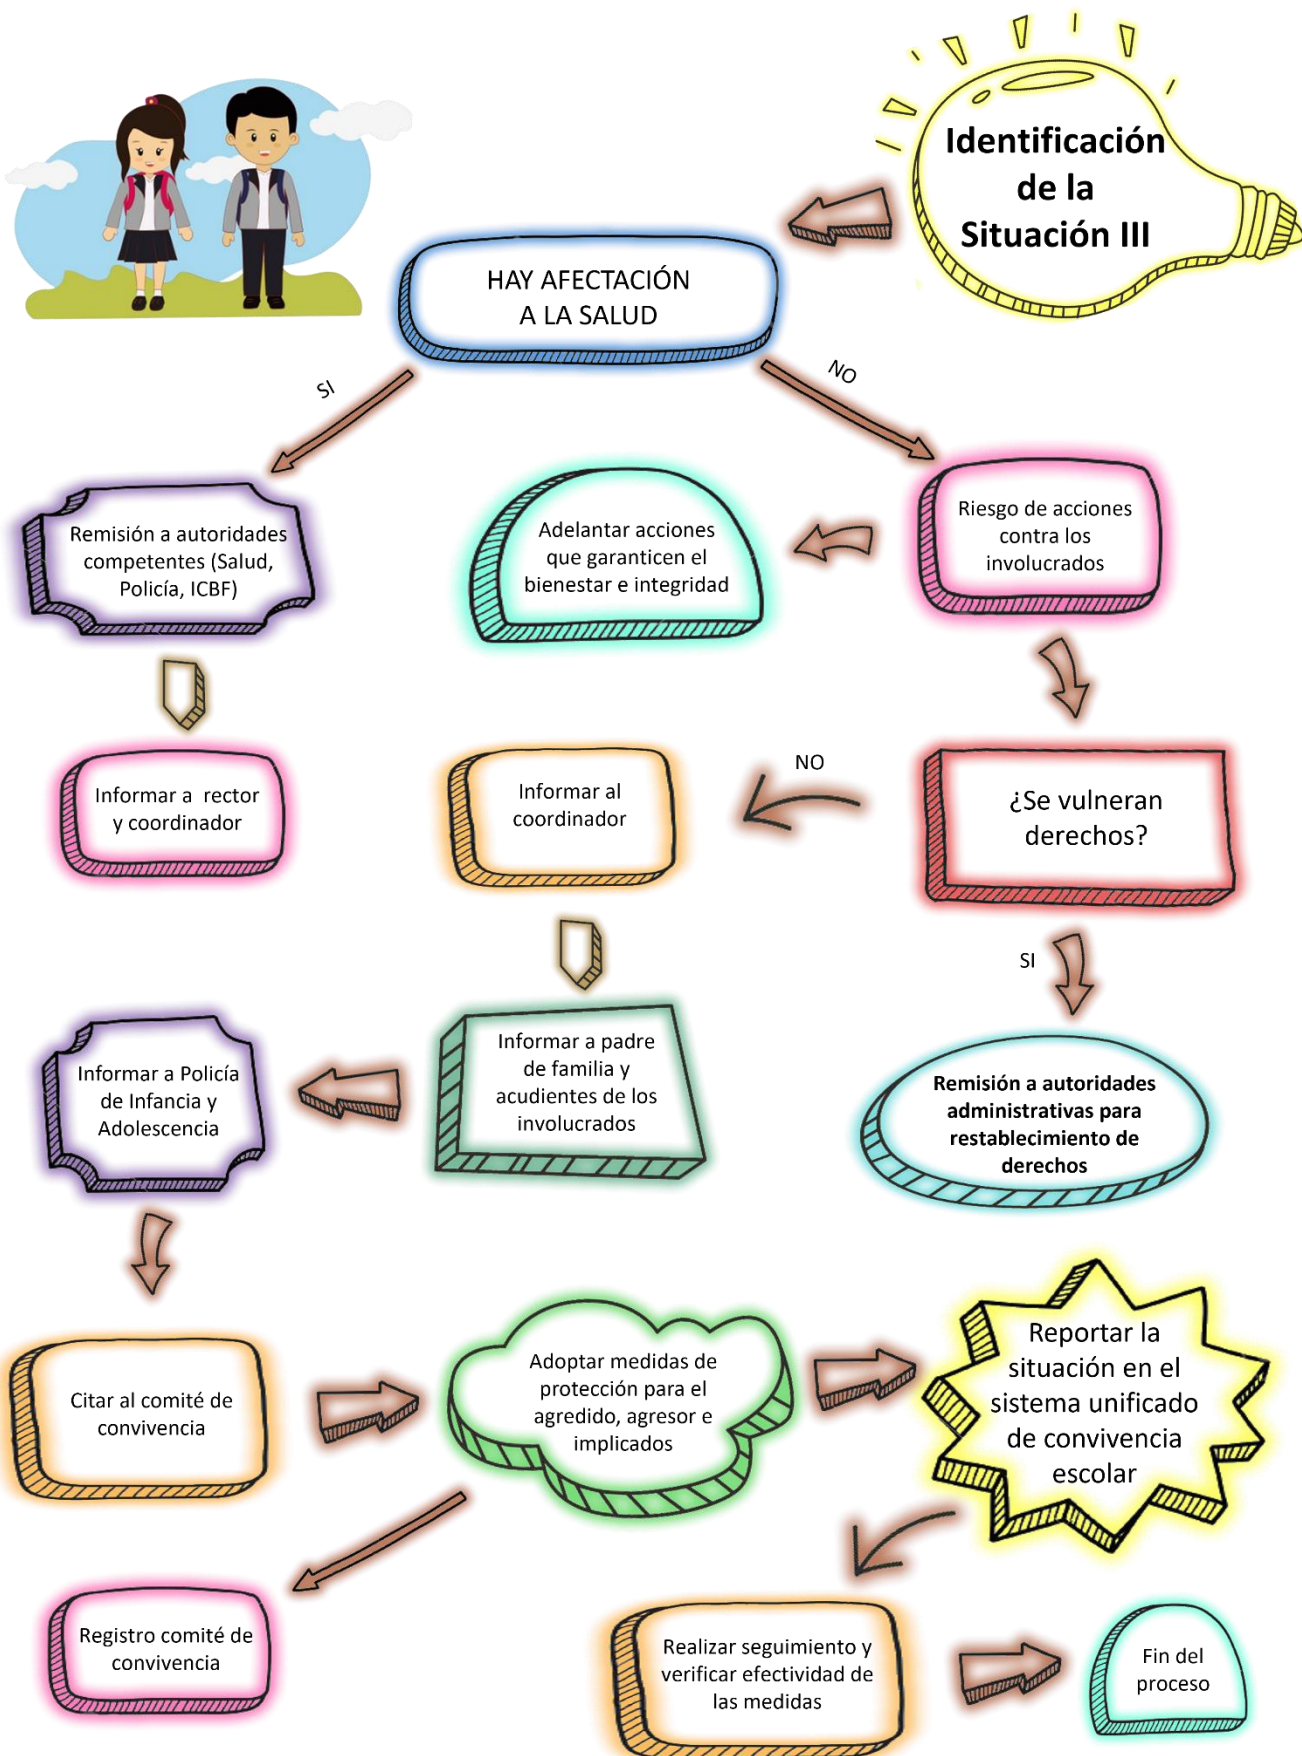 Identificación
de la
Situación III
HAY AFECTACIÓN
A LA SALUD
SI
NO
Remisión a autoridades
competentes (Salud,
Policía, ICBF)
Adelantar acciones
que garanticen el
bienestar e integridad
Riesgo de acciones
contra los
involucrados
Informar a rector
y coordinador
Informar al
coordinador
NO
¿Se vulneran
derechos?
SI
Informar a Policía
de Infancia y
Adolescencia
Informar a padre
de familia y
acudientes de los
involucrados
Remisión a autoridades
administrativas para
restablecimiento de
derechos
Citar al comité de
convivencia
Adoptar medidas de
protección para el
agredido, agresor e
implicados
Reportar la
situación en el
sistema unificado
de convivencia
escolar
Registro comité de
convivencia
Realizar seguimiento y
verificar efectividad de
las medidas
Fin del
proceso